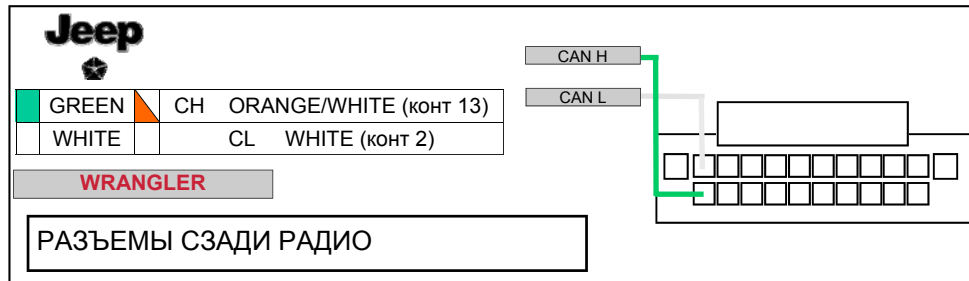 Jeep
CAN H
CAN L
GREEN CH ORANGE/WHITE (конт 13)
WHITE CL WHITE (конт 2)
WRANGLER
РАЗЪЕМЫ СЗАДИ РАДИО